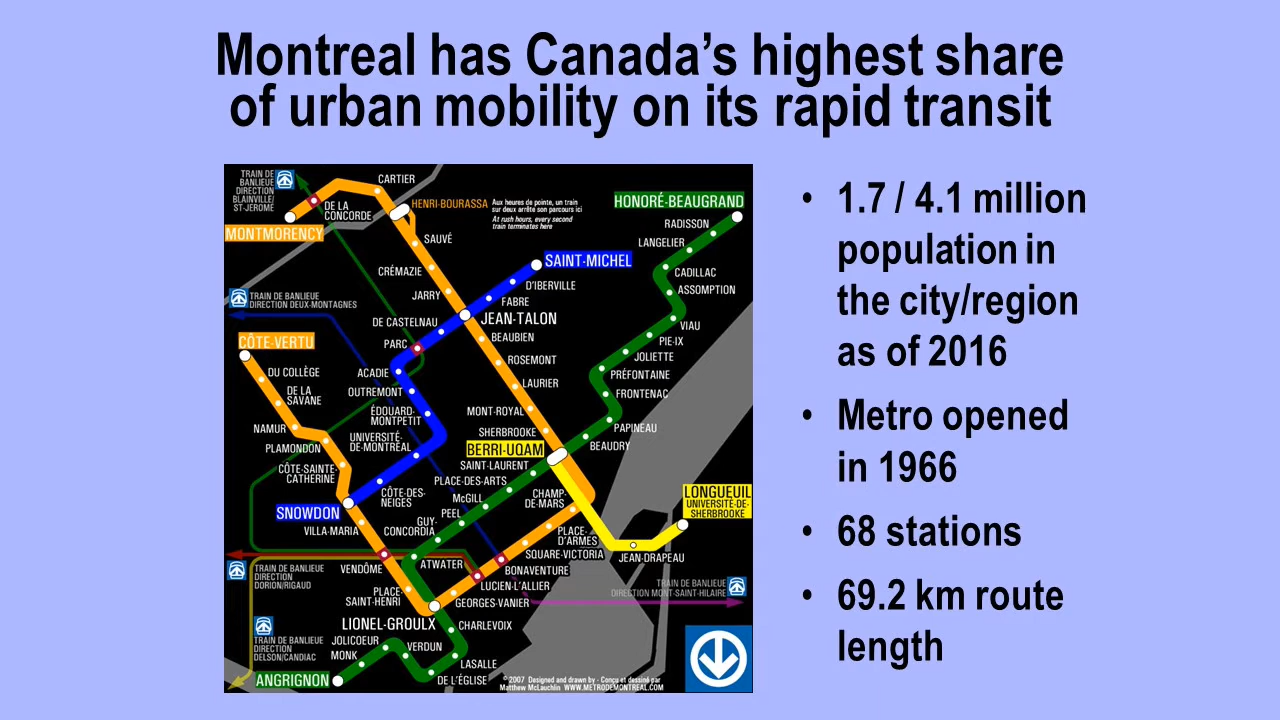 Montreal has Canada’s highest share
of urban mobility on its rapid transit
TRAIN DE
BANLIEUE
DIRECTION
BLAINVILLE/
ST-JEROME
CARTIER
DE LA
CONCORDE
HENRI-BOURASSA
Aux heures de pointe, un train
sur deux arrête son parcours ici
At rush hours, every second
train terminates here
MONTMORENCY
HONORÉ-BEAUGRAND
RADISSON
LANGELIER
CADILLAC
ASSOMPTION
VIAU
PIE-IX
JOLIETTE
PRÉFONTAINE
FRONTENAC
PAPINEAU
BEAUDRY
SAUVÉ
CRÉMAZIE
JARRY
SAINT-MICHEL
D'IBERVILLE
FABRE
JEAN-TALON
DE CASTELNAU
PARC
ACADIE
OUTREMONT
ÉDOUARD-
MONTPETIT
UNIVERSITÉ-
DE-MONTRÉAL
CÔTE-DES-
NEIGES
SNOWDON
BEAUBIEN
ROSEMONT
LAURIER
MONT-ROYAL
SHERBROOKE
BERRI-UQAM
TRAIN DE BANLIEUE
DIRECTION DEUX-MONTAGNES
CÔTE-VERTU
DU COLLÈGE
DE LA
SAVANE
NAMUR
PLAMONDON
CÔTE-SAINTE-
CATHERINE
VILLA-MARIA
VENDÔME
PLACE-
SAINT-HENRI
SAINT-LAURENT
PLACE-DES-ARTS
McGILL
PEEL
GUY-
CONCORDIA
ATWATER
CHAMP-
DE-MARS
PLACE-
D'ARMES
SQUARE-VICTORIA
BONAVENTURE
LUCIEN-L'ALLIER
GEORGES-VANIER
LIONEL-GROULX
LONGUEUIL
UNIVERSITÉ-DE-
SHERBROOKE
JEAN-DRAPEAU
TRAIN DE BANLIEUE
DIRECTION MONT-SAINT-HILAIRE
TRAIN DE BANLIEUE
DIRECTION
DORION/RIGAUD
TRAIN DE BANLIEUE
DIRECTION
DELSON/CANDIAC
CHARLEVOIX
LASALLE
DE L'ÉGLISE
VERDUN
JOLICOEUR
MONK
ANGRIGNON
© 2007 Designed and drawn by - Conçu et dessiné par
Matthew McLauchlin WWW.METRODEMONTREAL.COM
• 1.7 / 4.1 million
population in
the city/region
as of 2016
• Metro opened
in 1966
• 68 stations
• 69.2 km route
length